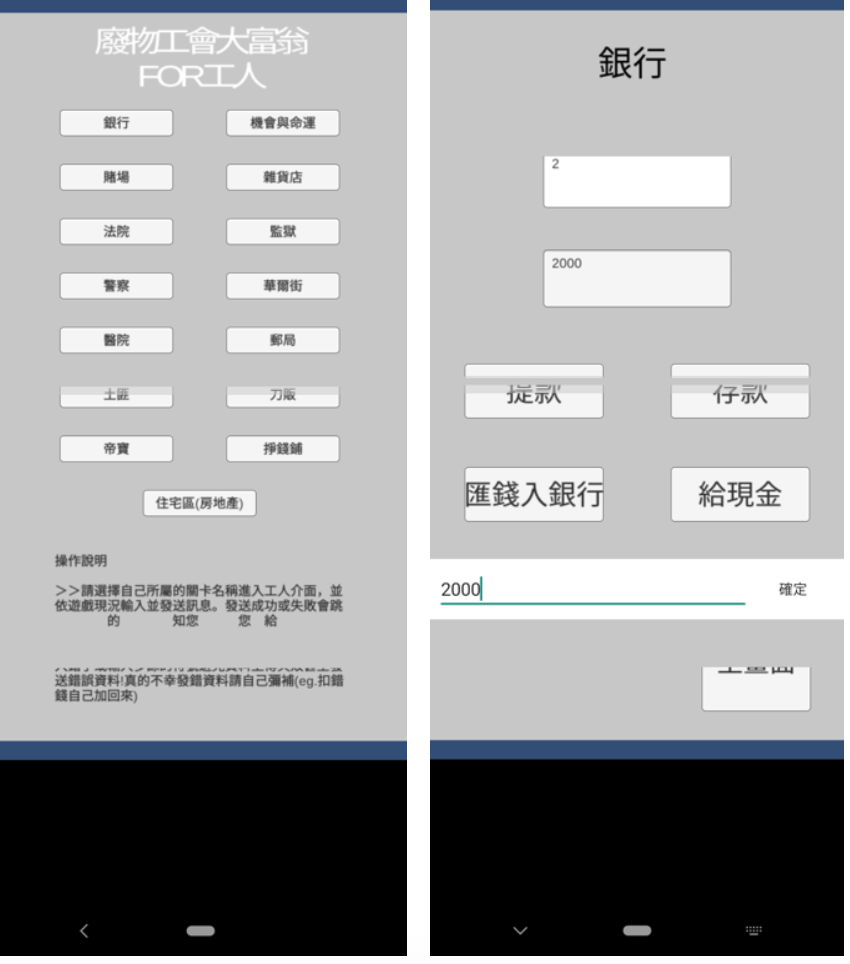 廢物工會大富翁
FOR工人
銀行
機會與命運
賭場
雜貨店
法院
監獄
警察
華爾街
醫院
郵局
土匪
刀販
帝寶
掙錢鋪
住宅區(房地產)
操作說明
>>請選擇自己所屬的關卡名稱進入工人介面，並
依遊戲現況輸入並發送訊息。發送成功或失敗會跳
的 知您 您 給
送錯誤資料!真的不幸發錯資料請自己彌補(eg.扣錯
錢自己加回來)
銀行
2
2000
提款
存款
匯錢入銀行
給現金
2000
確定